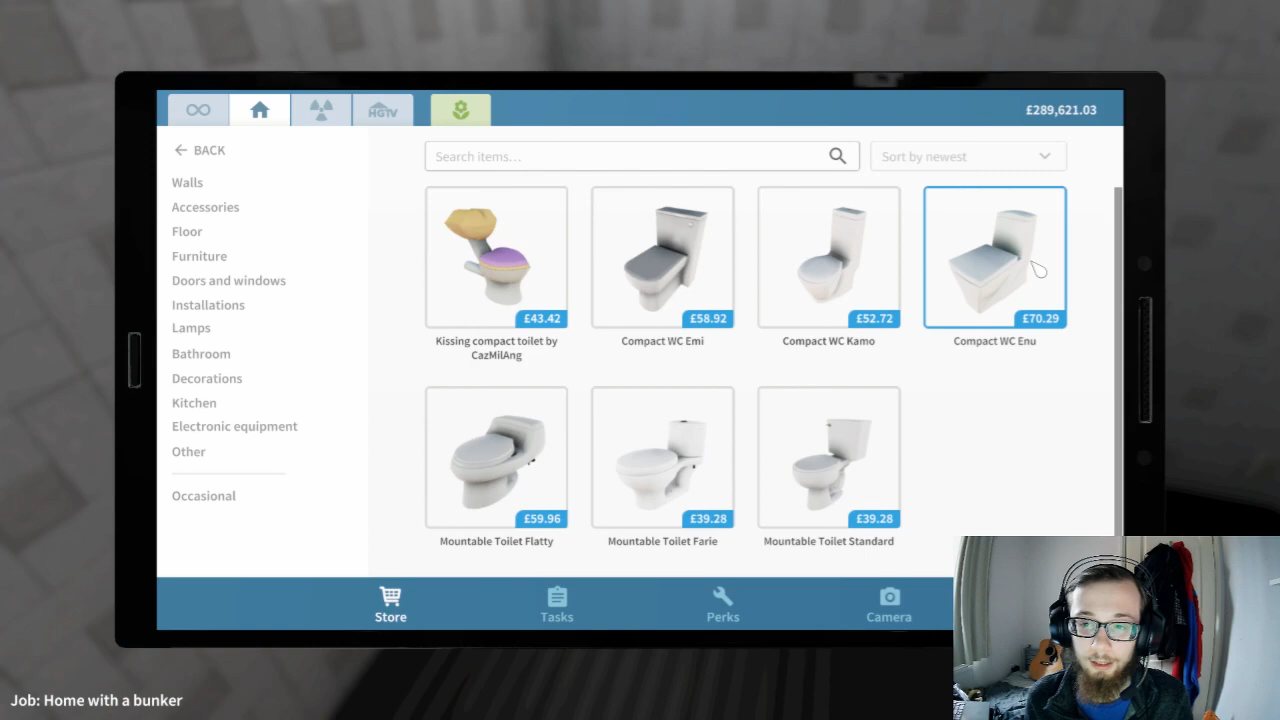 HGTV
£289,621.03
BACK
Search items...
Sort by newest
Walls
Accessories
Floor
Furniture
Doors and windows
Installations
Lamps
Bathroom
Decorations
Kitchen
Electronic equipment
Other
Occasional
£43.42
£58.92
£52.72
£70.29
Kissing compact toilet by
CazMilAng
Compact WC Emi
Compact WC Kamo
Compact WC Enu
£59.96
£39.28
£39.28
Mountable Toilet Flatty
Mountable Toilet Farie
Mountable Toilet Standard
Store
Tasks
Perks
Camera
Job: Home with a bunker